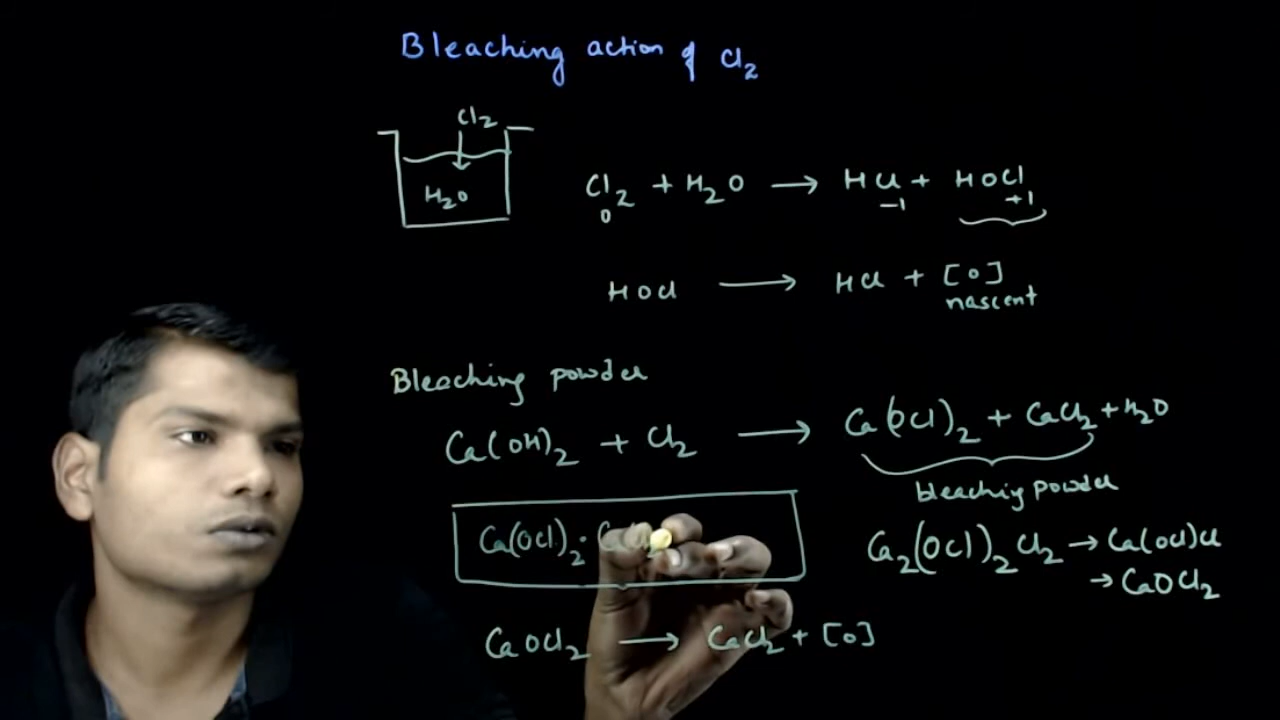 Bleaching action of Cl2
Cl2
H2O
Cl2 + H2O → HCl + HOCl
0 -1 +1
HOCl → HCl + [O]
nascent
Bleaching powder
Ca(OH)2 + Cl2 → Ca(OCl)2 + CaCl2 + H2O
bleaching powder
Ca(OCl)2 ·
Ca2(OCl)2Cl2 → Ca(OCl)Cl
→ CaOCl2
CaOCl2 → CaCl2 + [O]